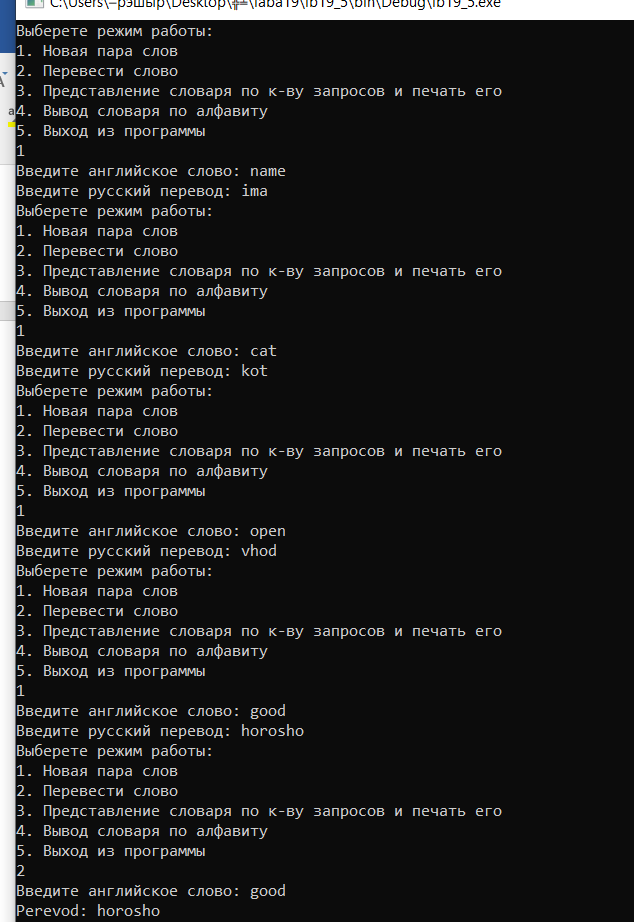 C:\Users\–рэшыр\Desktop\\laba19\lb19_5\bin\Debug\lb19_5.exe
Выберете режим работы:
1. Новая пара слов
2. Перевести слово
3. Представление словаря по к-ву запросов и печать его
4. Вывод словаря по алфавиту
5. Выход из программы
1
Введите английское слово: name
Введите русский перевод: ima
Выберете режим работы:
1. Новая пара слов
2. Перевести слово
3. Представление словаря по к-ву запросов и печать его
4. Вывод словаря по алфавиту
5. Выход из программы
1
Введите английское слово: cat
Введите русский перевод: kot
Выберете режим работы:
1. Новая пара слов
2. Перевести слово
3. Представление словаря по к-ву запросов и печать его
4. Вывод словаря по алфавиту
5. Выход из программы
1
Введите английское слово: open
Введите русский перевод: vhod
Выберете режим работы:
1. Новая пара слов
2. Перевести слово
3. Представление словаря по к-ву запросов и печать его
4. Вывод словаря по алфавиту
5. Выход из программы
1
Введите английское слово: good
Введите русский перевод: horosho
Выберете режим работы:
1. Новая пара слов
2. Перевести слово
3. Представление словаря по к-ву запросов и печать его
4. Вывод словаря по алфавиту
5. Выход из программы
2
Введите английское слово: good
Perevod: horosho